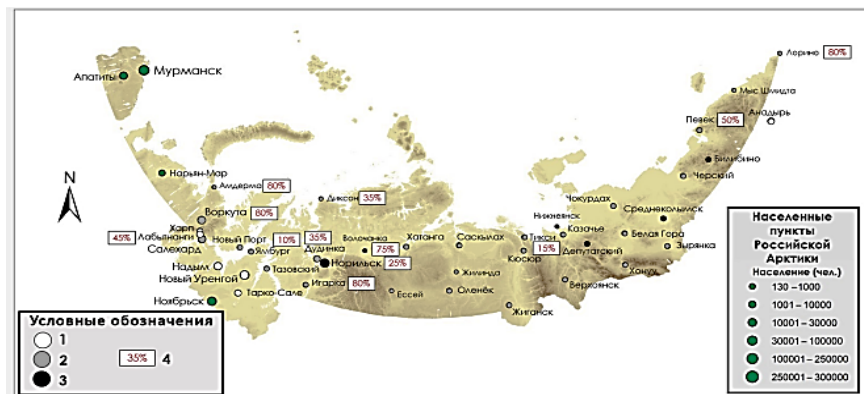 Лорино 80%
Мурманск
Апатиты
Мыс Шмидта
Анадырь
Певек 50%
Билибино
Нарьян-Мар
Черский
Амдерма 80%
Диксон 35%
Чокурдах
Среднеколымск
Воркута 80%
Нижнеянск
Харп
Казачье
Белая Гора
45% Лабытнанги
Новый Порт 10% 35% Волочанка
Хатанга
Саскылах
Тикси
Зырянка
Салехард
Ямбург
Дудинка
75%
15%
Депутатский
Кюсюр
Надым
Тазовский
Норильск 25%
Хонуу
Новый Уренгой
Хилинда
Верхоянск
Игарка 80%
Ноябрьск
Тарко-Сале
Ессей
Оленёк
Жиганск
N
Условные обозначения
1
2
3
35% 4
Населенные
пункты
Российской
Арктики
Население (чел.)
130–1000
1001–10000
10001–30000
30001–100000
100001–250000
250001–300000